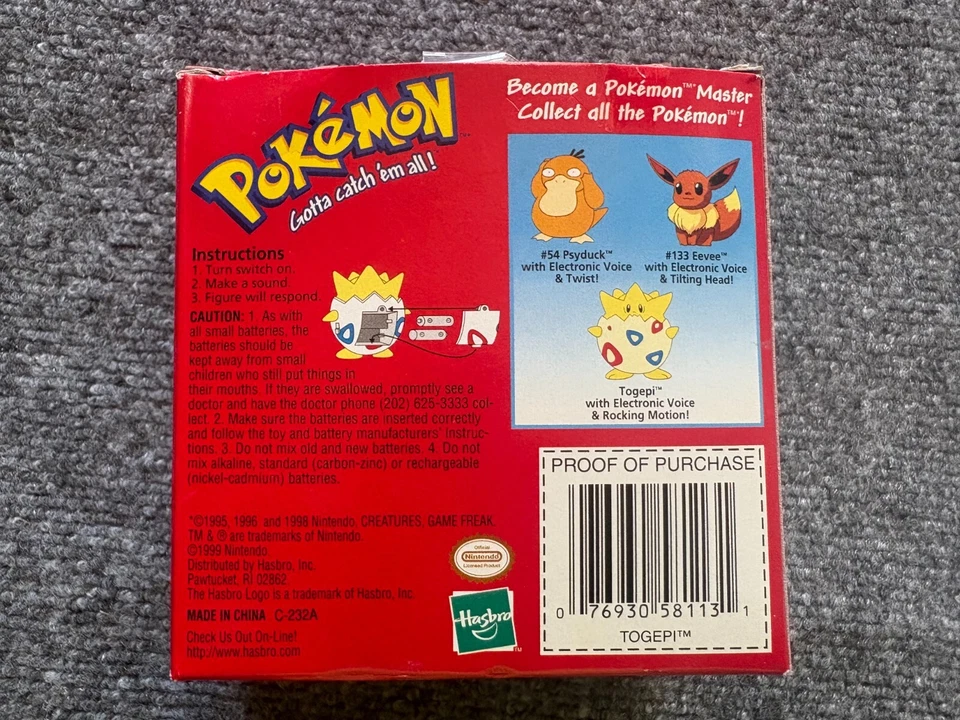 POKéMON™
Gotta catch 'em all!
Become a Pokémon™ Master
Collect all the Pokémon™!
#54 Psyduck™
with Electronic Voice
& Twist!
#133 Eevee™
with Electronic Voice
& Tilting Head!
Togepi™
with Electronic Voice
& Rocking Motion!
Instructions
1. Turn switch on.
2. Make a sound.
3. Figure will respond.
CAUTION: 1. As with
all small batteries, the
batteries should be
kept away from small
children who still put things in
their mouths. If they are swallowed, promptly see a
doctor and have the doctor phone (202) 625-3333 col-
lect. 2. Make sure the batteries are inserted correctly
and follow the toy and battery manufacturers' instruc-
tions. 3. Do not mix old and new batteries. 4. Do not
mix alkaline, standard (carbon-zinc) or rechargeable
(nickel-cadmium) batteries.
*©1995, 1996 and 1998 Nintendo, CREATURES, GAME FREAK.
TM & ® are trademarks of Nintendo.
©1999 Nintendo.
Distributed by Hasbro, Inc.
Pawtucket, RI 02862.
The Hasbro Logo is a trademark of Hasbro, Inc.
MADE IN CHINA C-232A
Check Us Out On-Line!
http://www.hasbro.com
Official
Nintendo
Licensed Product
Hasbro™
PROOF OF PURCHASE
0 76930 58113 1
TOGEPI™